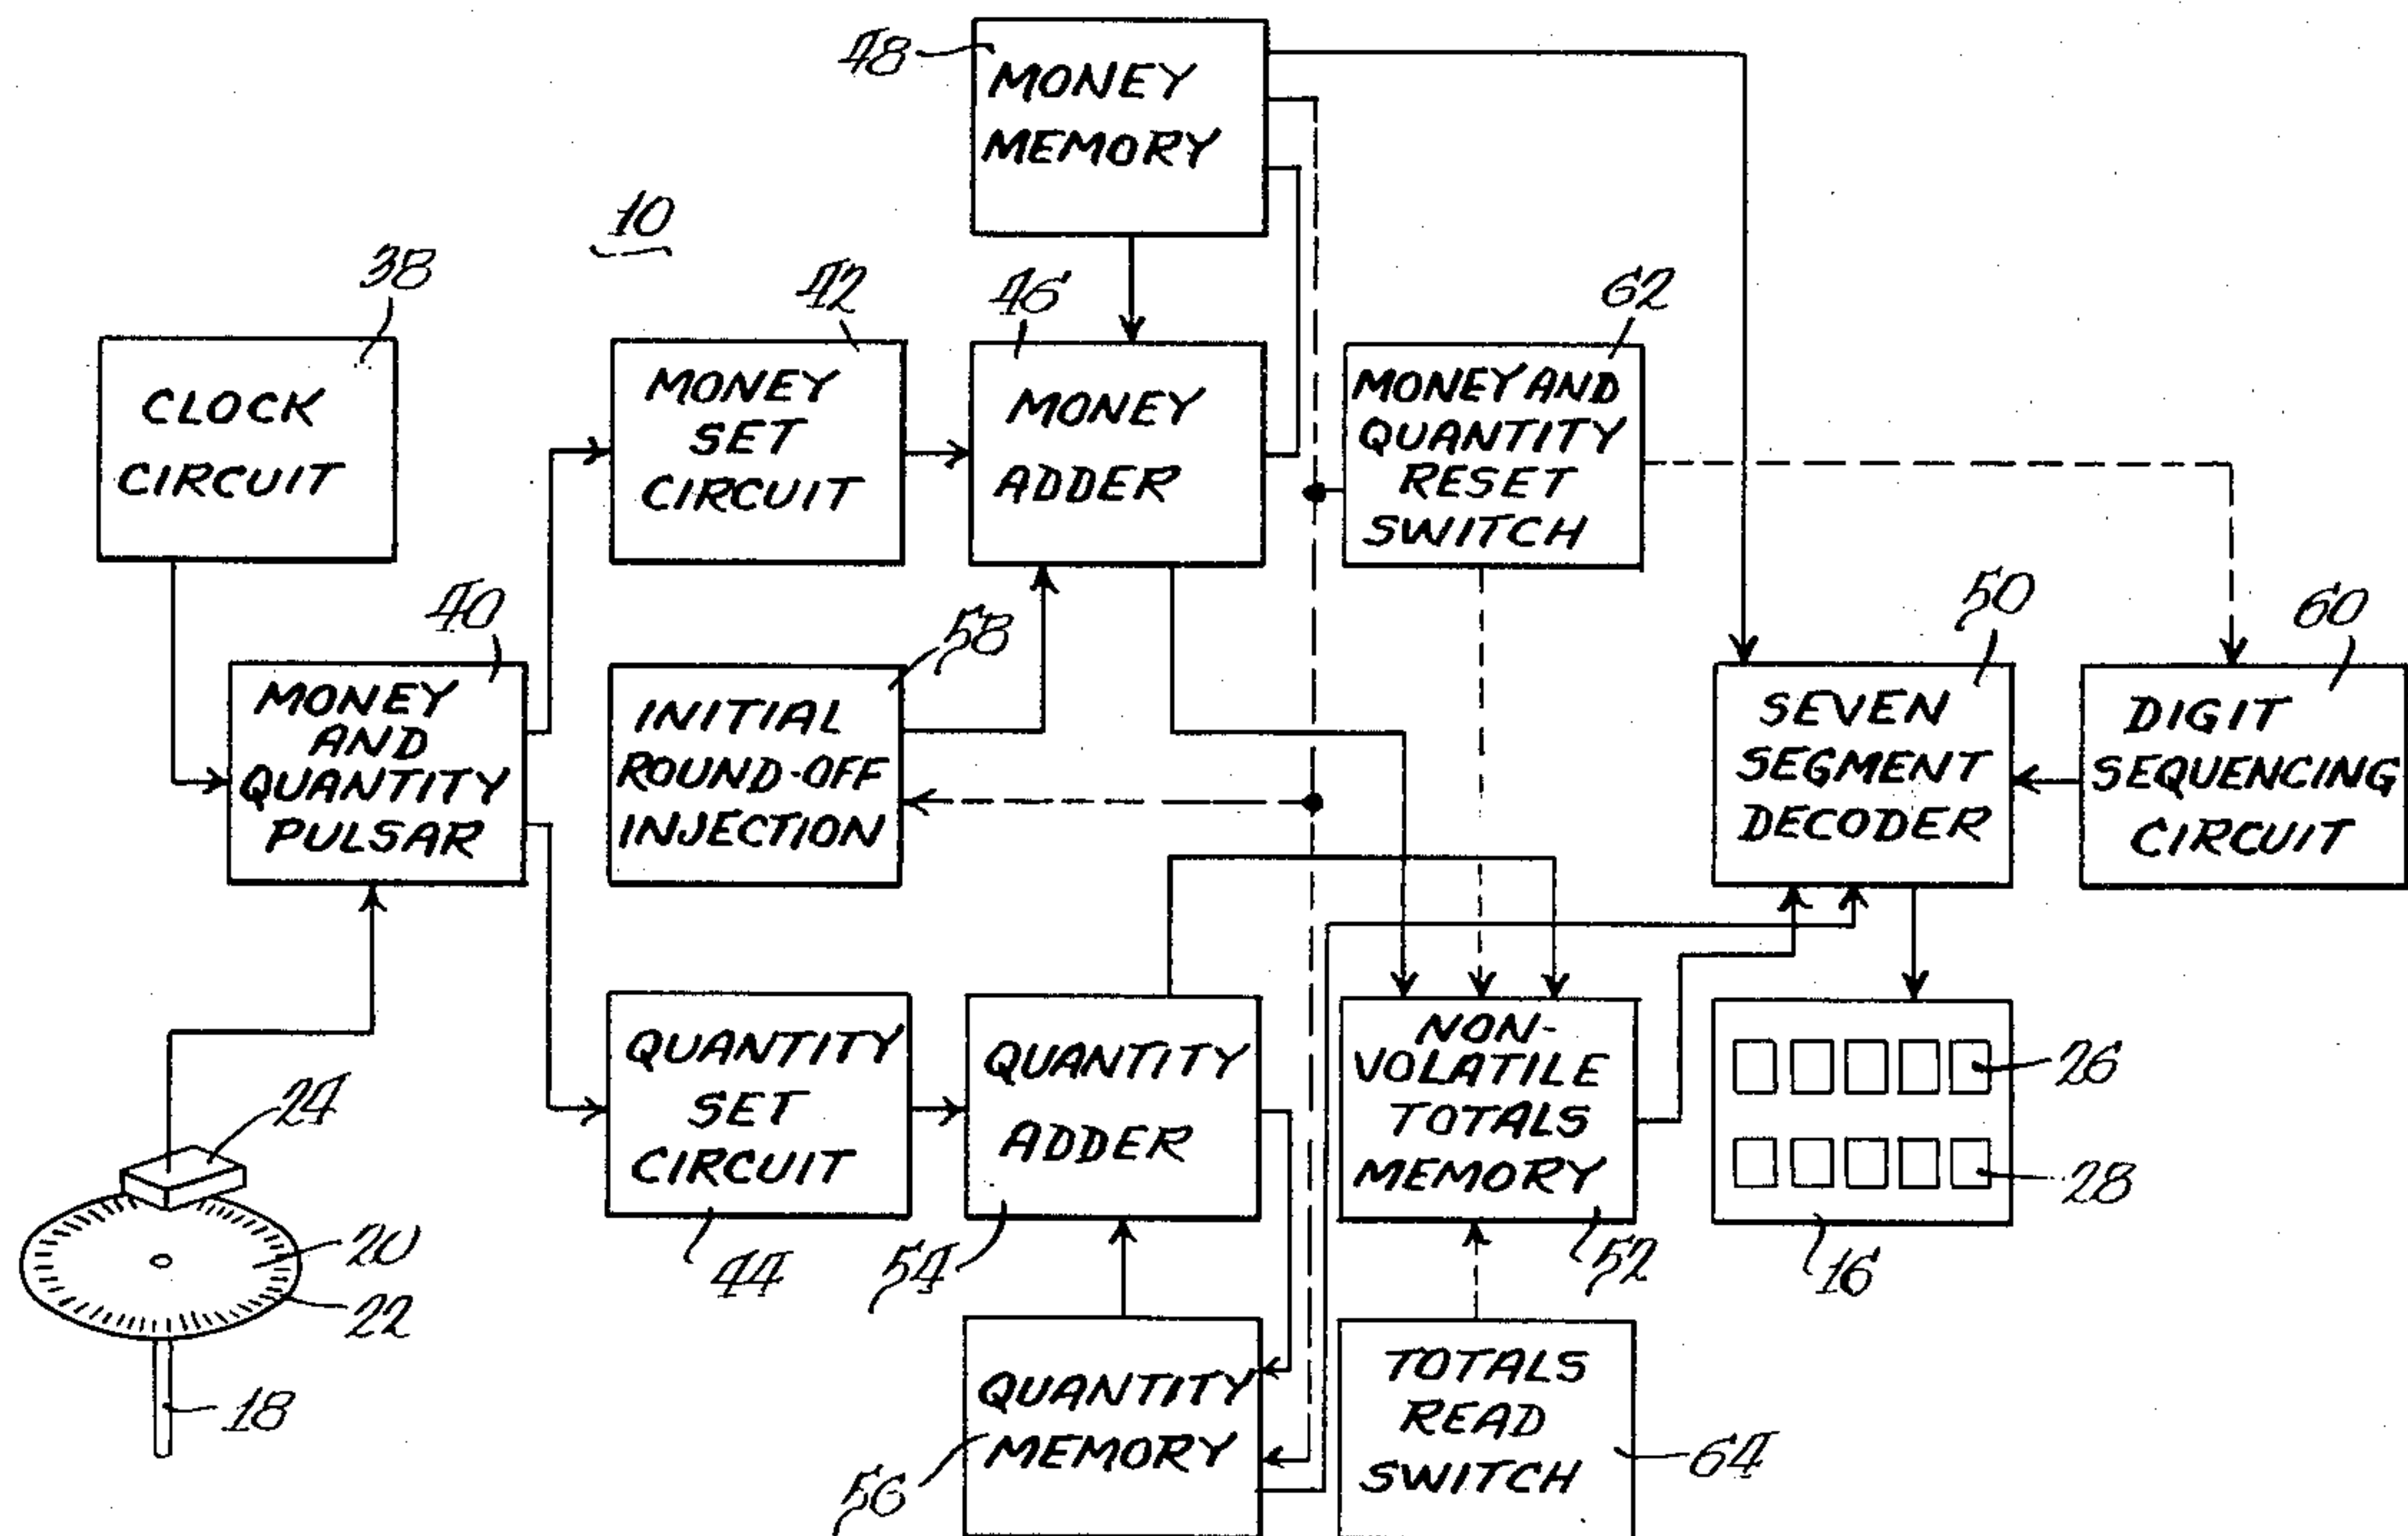 48
MONEY
MEMORY
10
38
CLOCK
CIRCUIT
42
MONEY
SET
CIRCUIT
46
MONEY
ADDER
62
MONEY AND
QUANTITY
RESET
SWITCH
40
MONEY
AND
QUANTITY
PULSAR
58
INITIAL
ROUND-OFF
INJECTION
50
SEVEN
SEGMENT
DECODER
60
DIGIT
SEQUENCING
CIRCUIT
24
20
22
18
QUANTITY
SET
CIRCUIT
44
QUANTITY
ADDER
54
NON-
VOLATILE
TOTALS
MEMORY
52
26
28
16
QUANTITY
MEMORY
56
TOTALS
READ
SWITCH
64